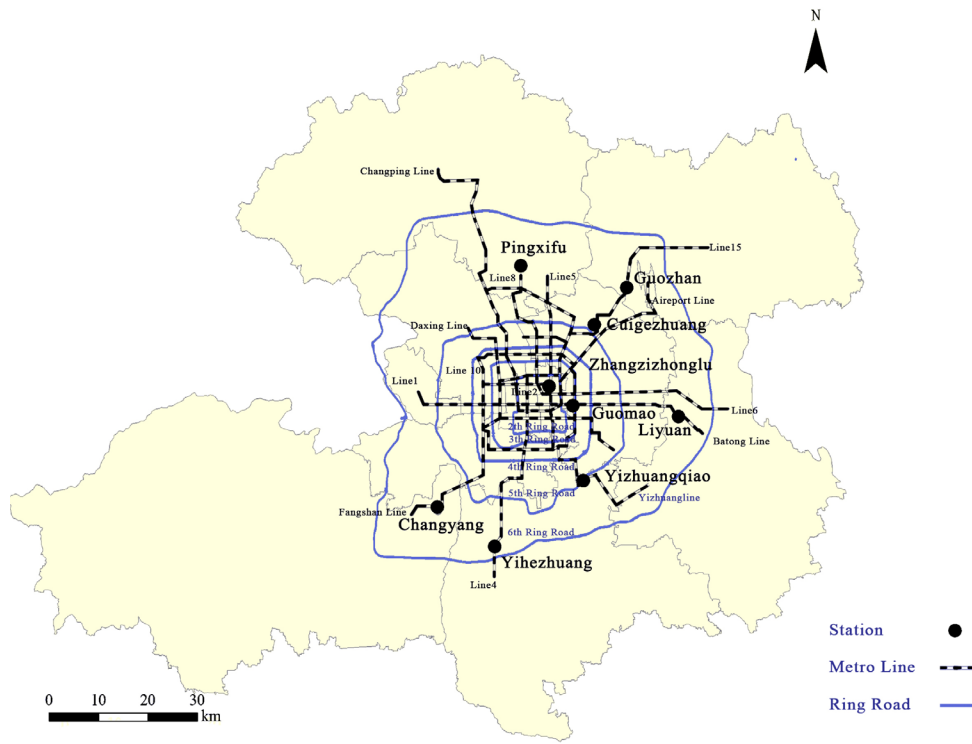 N
Changping Line
Pingxifu
Line15
Line8
Line5
Guozhan
Aireport Line
Daxing Line
Cuigezhuang
Zhangzizhonglu
Line 10
Line1
Line2
Guomao
Line6
Liyuan
2th Ring Road
3th Ring Road
Batong Line
4th Ring Road
Yizhuangqiao
5th Ring Road
Yizhuangline
Fangshan Line
Changyang
6th Ring Road
Yihezhuang
Line4
Station
Metro Line
Ring Road
0 10 20 30
km